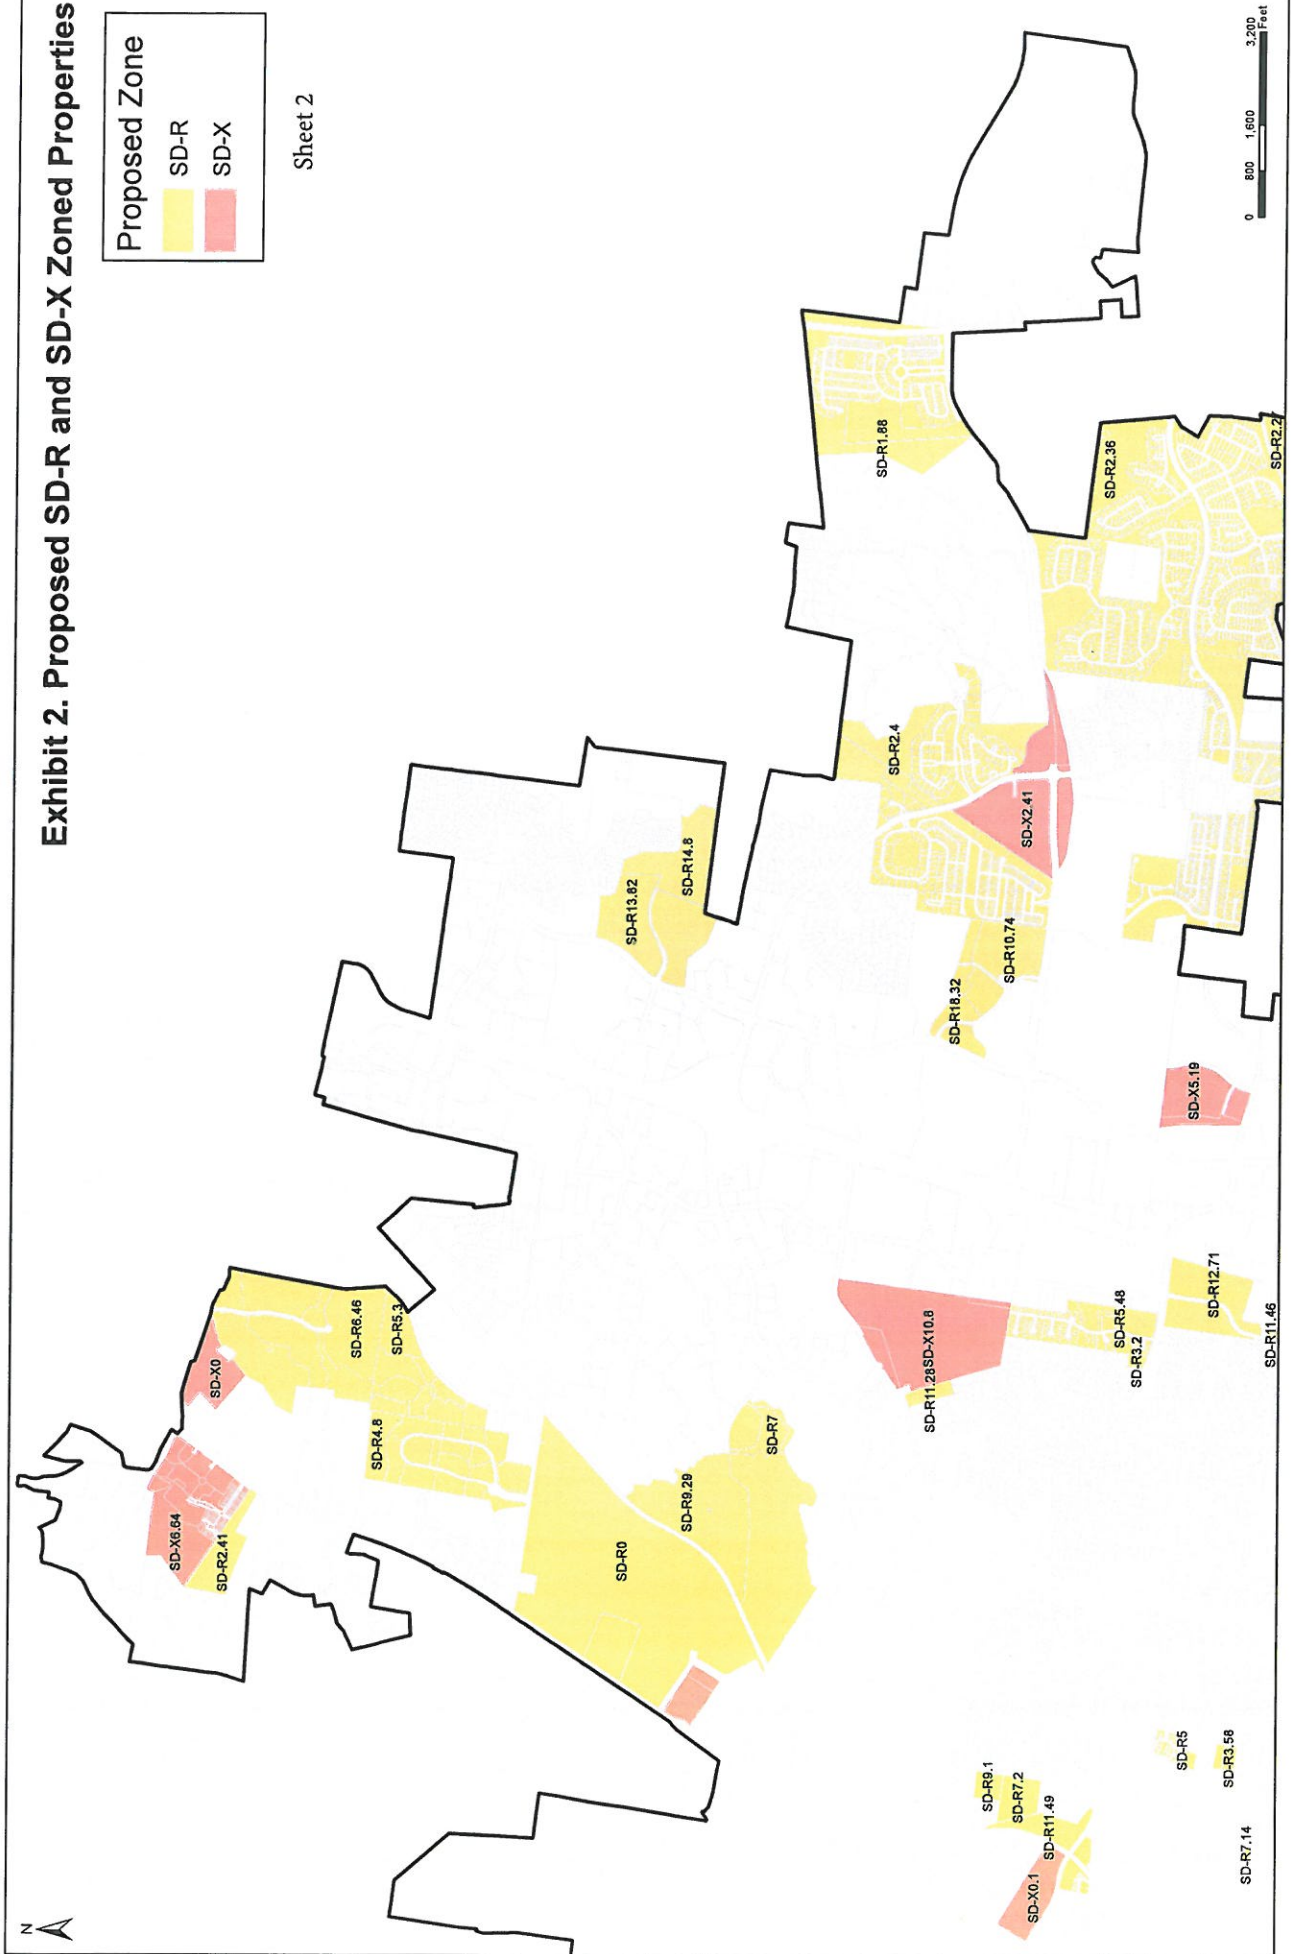 Exhibit 2. Proposed SD-R and SD-X Zoned Properties
Proposed Zone
SD-R
SD-X
Sheet 2
N
SD-X6.64
SD-R2.41
SD-X0
SD-R6.46
SD-R5.3
SD-R4.8
SD-R0
SD-R9.29
SD-R7
SD-R13.82
SD-R14.8
SD-R2.4
SD-R1.88
SD-X2.41
SD-R10.74
SD-R18.32
SD-R2.36
SD-R2.27
SD-X10.8
SD-R11.28
SD-R5.48
SD-R3.2
SD-X5.19
SD-R12.71
SD-R11.46
SD-R9.1
SD-R7.2
SD-R11.49
SD-X0.1
SD-R5
SD-R3.58
SD-R7.14
0 800 1,600 3,200
Feet